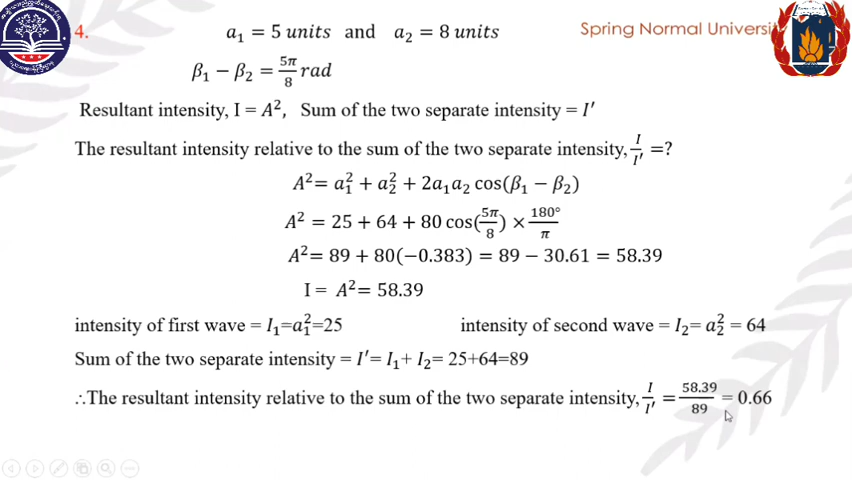 4. a₁ = 5 units and a₂ = 8 units
Spring Normal Universi
β₁ − β₂ = 5π/8 rad
Resultant intensity, I = A², Sum of the two separate intensity = I′
The resultant intensity relative to the sum of the two separate intensity, I/I′ =?
A²= a₁² + a₂² + 2a₁a₂ cos(β₁ − β₂)
A² = 25 + 64 + 80 cos(5π/8) × 180°/π
A²= 89 + 80(−0.383) = 89 − 30.61 = 58.39
I = A²= 58.39
intensity of first wave = I₁=a₁²=25
intensity of second wave = I₂= a₂² = 64
Sum of the two separate intensity = I′= I₁+ I₂= 25+64=89
∴The resultant intensity relative to the sum of the two separate intensity, I/I′ = 58.39/89 = 0.66